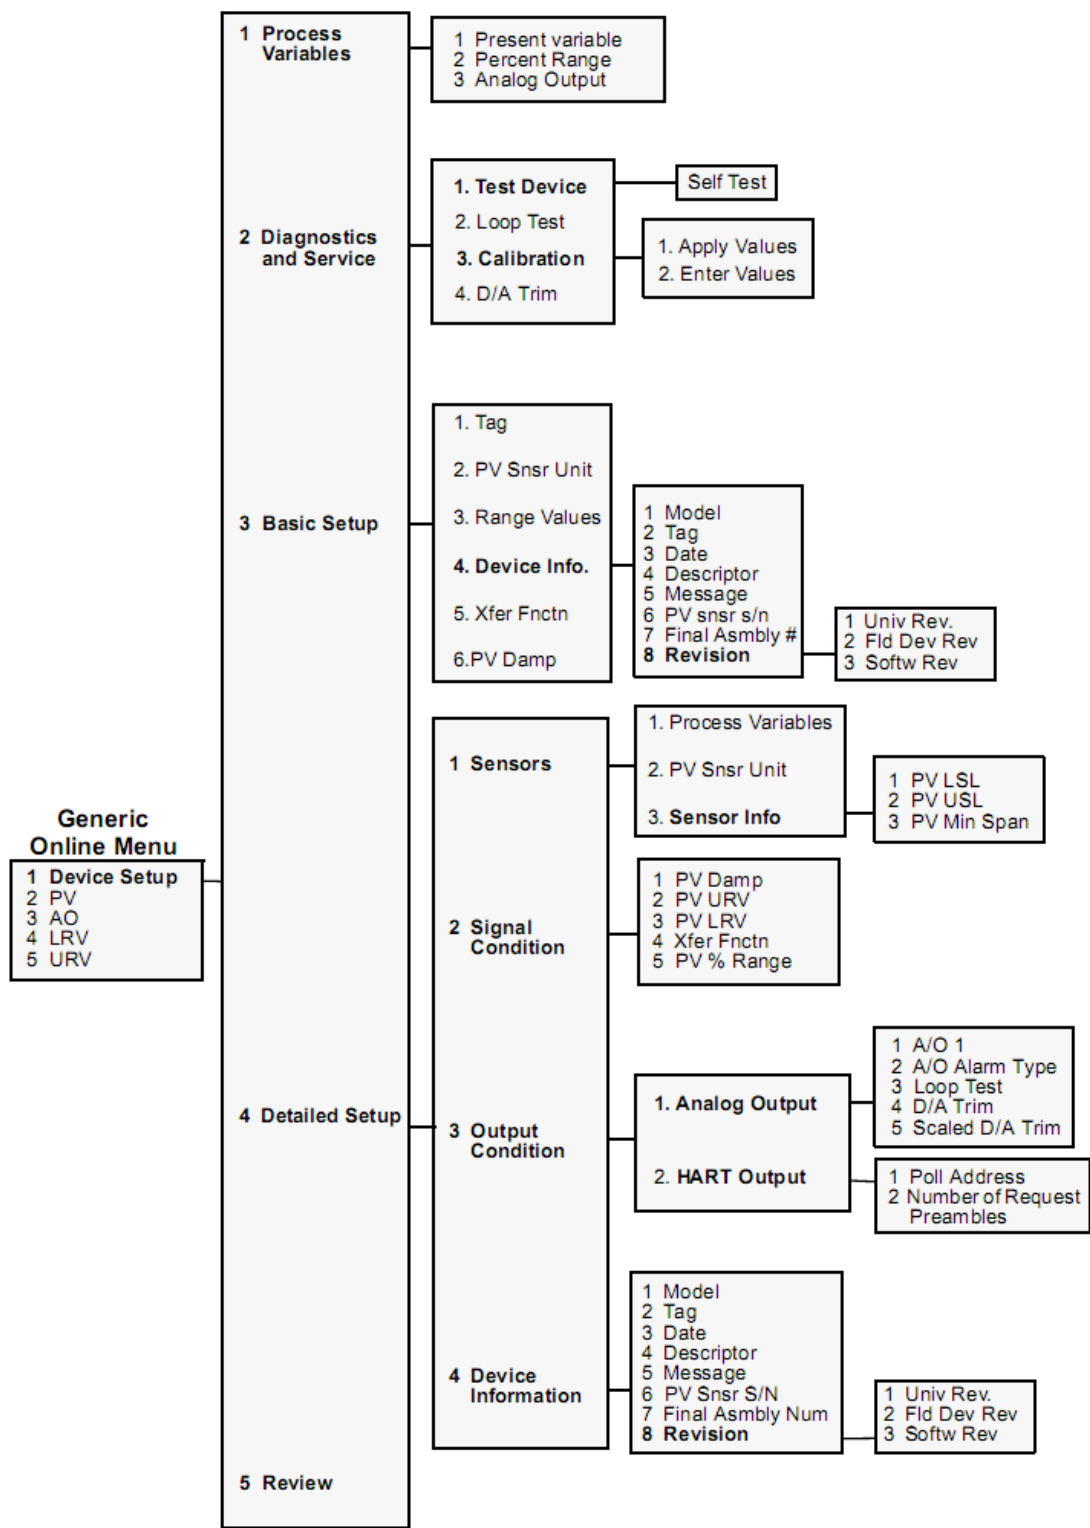 Generic
Online Menu
1 Device Setup
2 PV
3 AO
4 LRV
5 URV
1 Process
Variables
1 Present variable
2 Percent Range
3 Analog Output
2 Diagnostics
and Service
1. Test Device
2. Loop Test
3. Calibration
4. D/A Trim
Self Test
1. Apply Values
2. Enter Values
3 Basic Setup
1. Tag
2. PV Snsr Unit
3. Range Values
4. Device Info.
5. Xfer Fnctn
6.PV Damp
1 Model
2 Tag
3 Date
4 Descriptor
5 Message
6 PV snsr s/n
7 Final Asmbly #
8 Revision
1 Univ Rev.
2 Fld Dev Rev
3 Softw Rev
4 Detailed Setup
1 Sensors
1. Process Variables
2. PV Snsr Unit
3. Sensor Info
1 PV LSL
2 PV USL
3 PV Min Span
2 Signal
Condition
1 PV Damp
2 PV URV
3 PV LRV
4 Xfer Fnctn
5 PV % Range
3 Output
Condition
1. Analog Output
2. HART Output
1 A/O 1
2 A/O Alarm Type
3 Loop Test
4 D/A Trim
5 Scaled D/A Trim
1 Poll Address
2 Number of Request
Preambles
4 Device
Information
1 Model
2 Tag
3 Date
4 Descriptor
5 Message
6 PV Snsr S/N
7 Final Asmbly Num
8 Revision
1 Univ Rev.
2 Fld Dev Rev
3 Softw Rev
5 Review